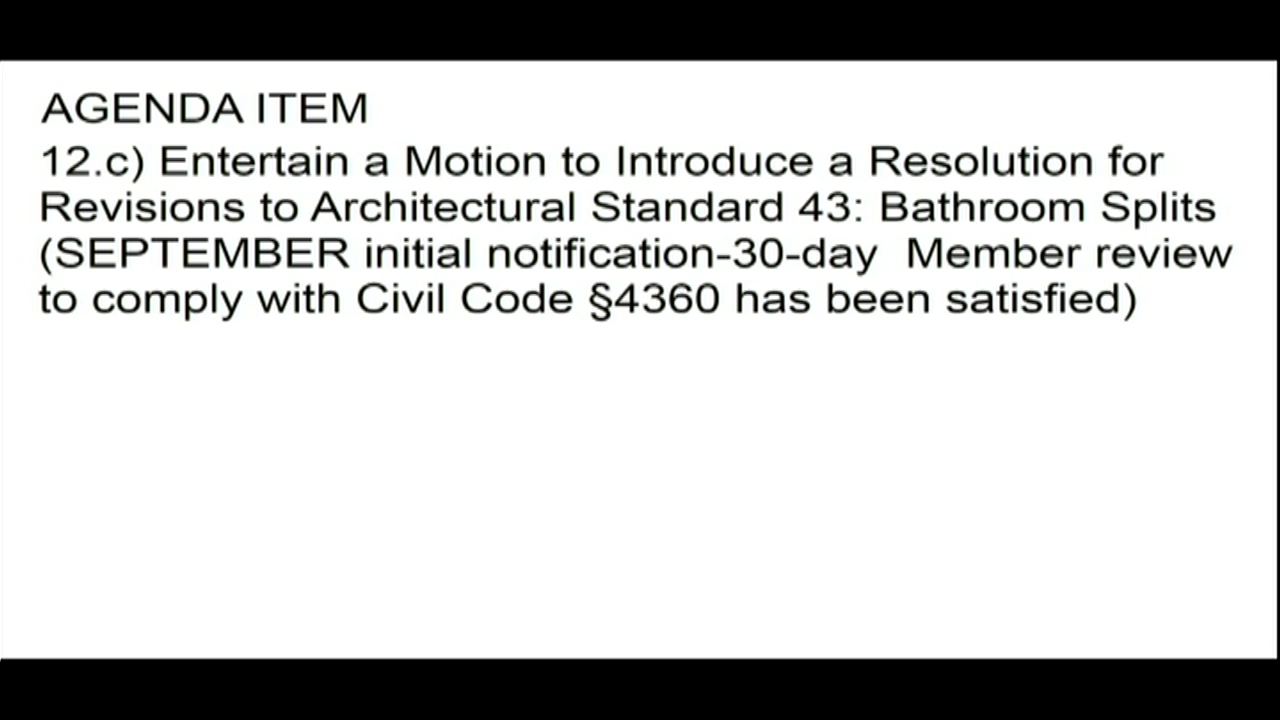 AGENDA ITEM
12.c) Entertain a Motion to Introduce a Resolution for
Revisions to Architectural Standard 43: Bathroom Splits
(SEPTEMBER initial notification-30-day  Member review
to comply with Civil Code §4360 has been satisfied)